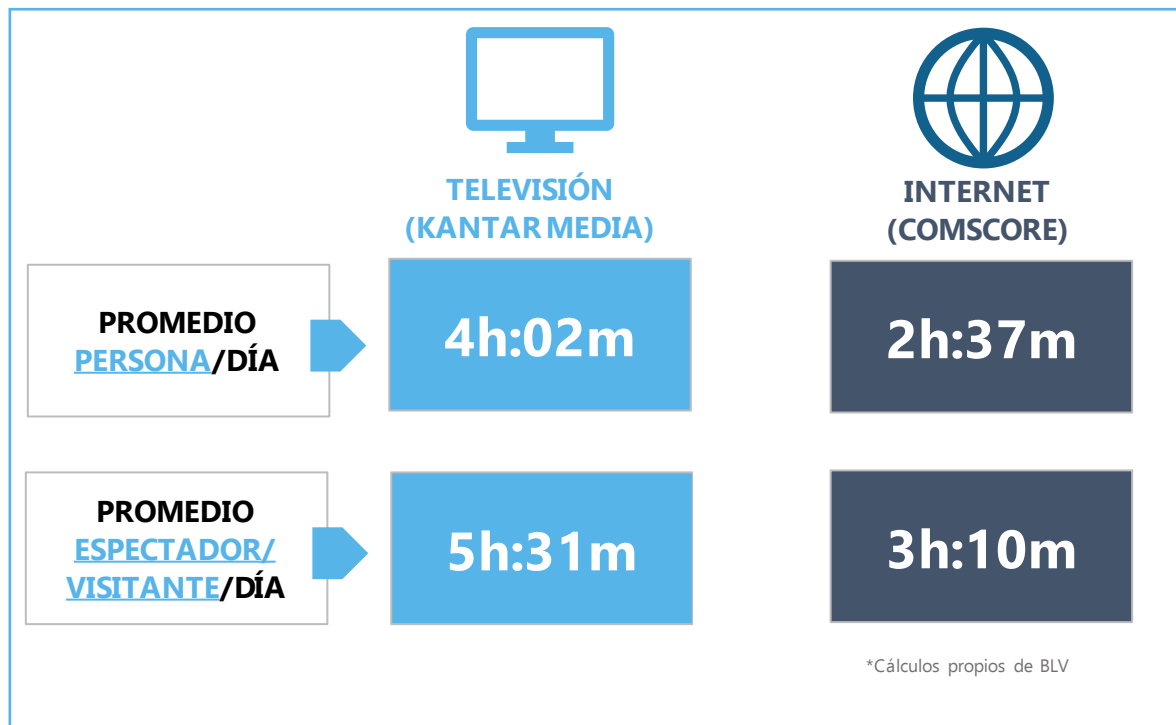 TELEVISIÓN
(KANTAR MEDIA)
INTERNET
(COMSCORE)
PROMEDIO
PERSONA/DÍA
4h:02m
2h:37m
PROMEDIO
ESPECTADOR/
VISITANTE/DÍA
5h:31m
3h:10m
*Cálculos propios de BLV